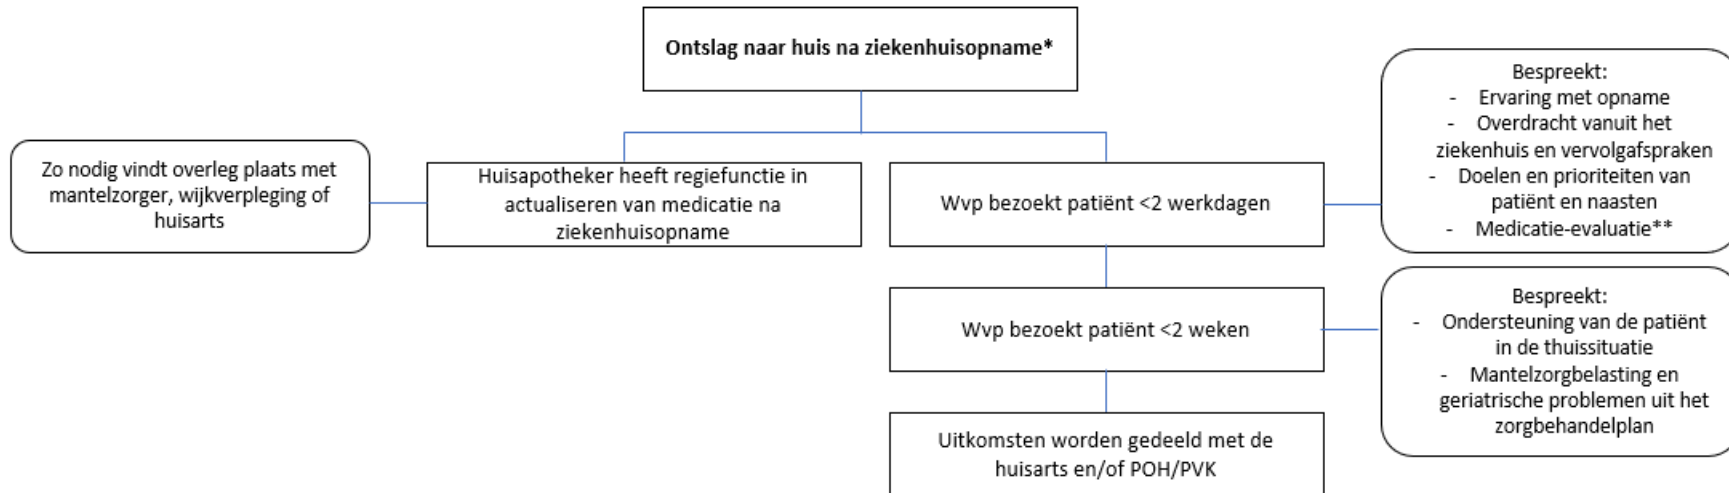 Ontslag naar huis na ziekenhuisopname*
Zo nodig vindt overleg plaats met
mantelzorger, wijkverpleging of
huisarts
Huisapotheker heeft regiefunctie in
actualiseren van medicatie na
ziekenhuisopname
Wvp bezoekt patiënt <2 werkdagen
Bespreekt:
- Ervaring met opname
- Overdracht vanuit het
ziekenhuis en vervolgafspraken
- Doelen en prioriteiten van
patiënt en naasten
- Medicatie-evaluatie**
Wvp bezoekt patiënt <2 weken
Bespreekt:
- Ondersteuning van de patiënt
in de thuissituatie
- Mantelzorgbelasting en
geriatrische problemen uit het
zorgbehandelplan
Uitkomsten worden gedeeld met de
huisarts en/of POH/PVK